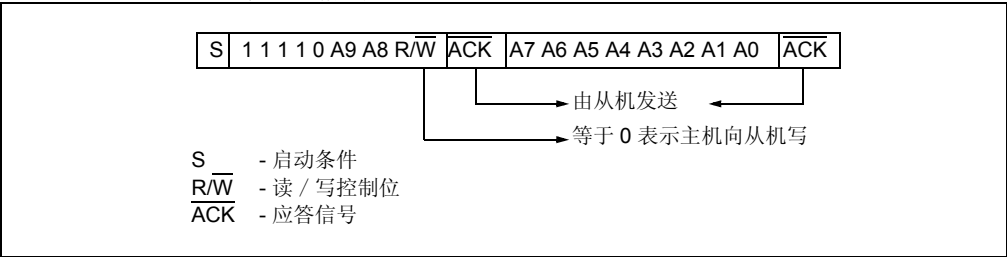 S 1 1 1 1 0 A9 A8 R/W ACK A7 A6 A5 A4 A3 A2 A1 A0 ACK
由从机发送
等于 0 表示主机向从机写
S - 启动条件
R/W - 读 / 写控制位
ACK - 应答信号